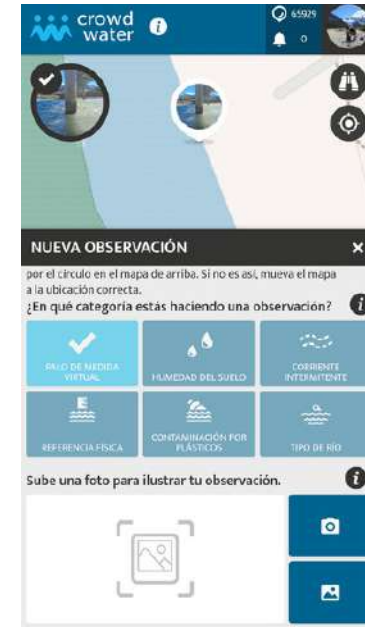 crowd
water
65929
0
NUEVA OBSERVACIÓN
por el círculo en el mapa de arriba. Si no es así, mueva el mapa
a la ubicación correcta.
¿En qué categoría estás haciendo una observación?
PALO DE MEDIDA
VIRTUAL
HUMEDAD DEL SUELO
CORRIENTE
INTERMITENTE
REFERENCIA FÍSICA
CONTAMINACIÓN POR
PLÁSTICOS
TIPO DE RÍO
Sube una foto para ilustrar tu observación.